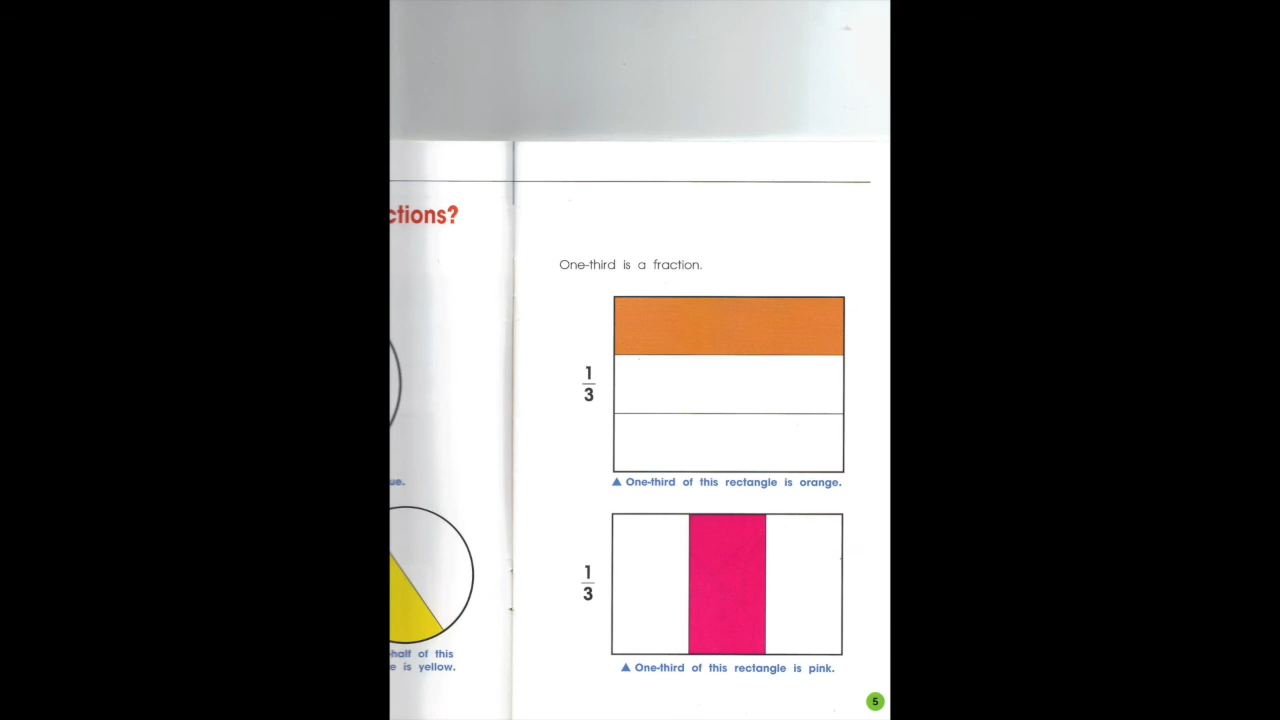 ctions?
One-third is a fraction.
1
3
▲ One-third of this rectangle is orange.
1
3
▲ One-third of this rectangle is pink.
ue.
-half of this
e is yellow.
5